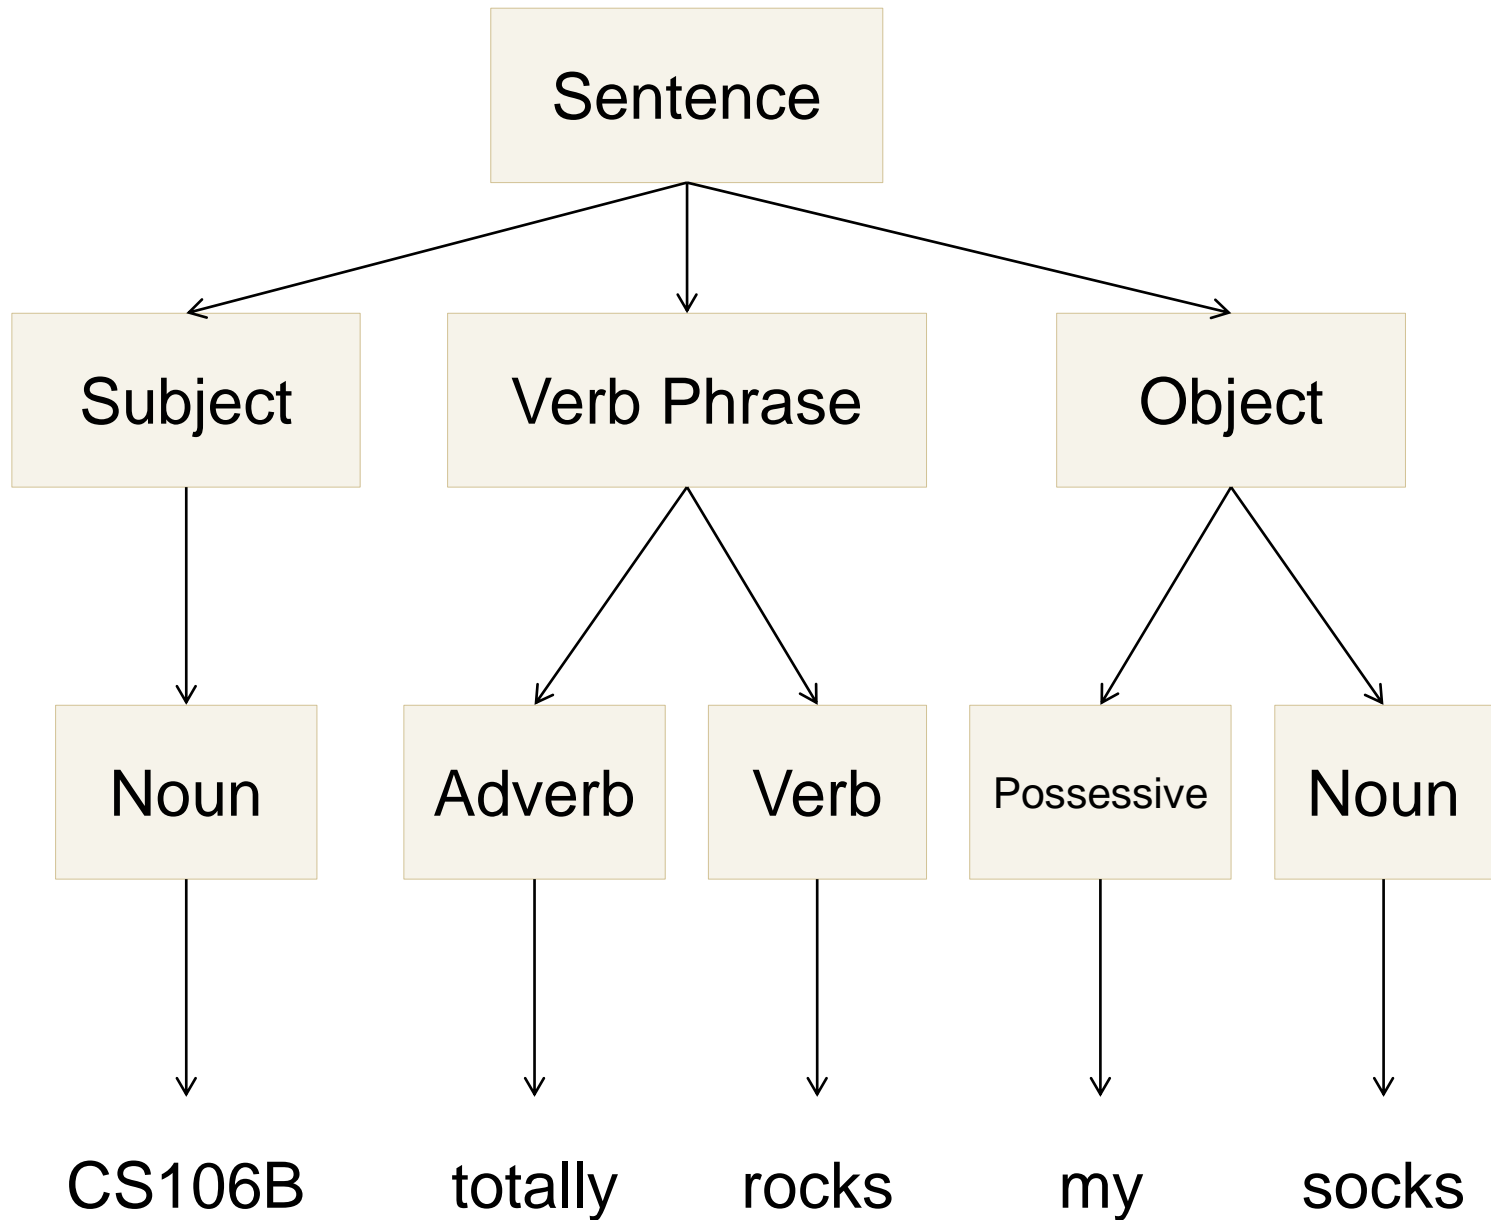 Sentence
Subject Verb Phrase Object
Noun Adverb Verb Possessive Noun
CS106B totally rocks my socks